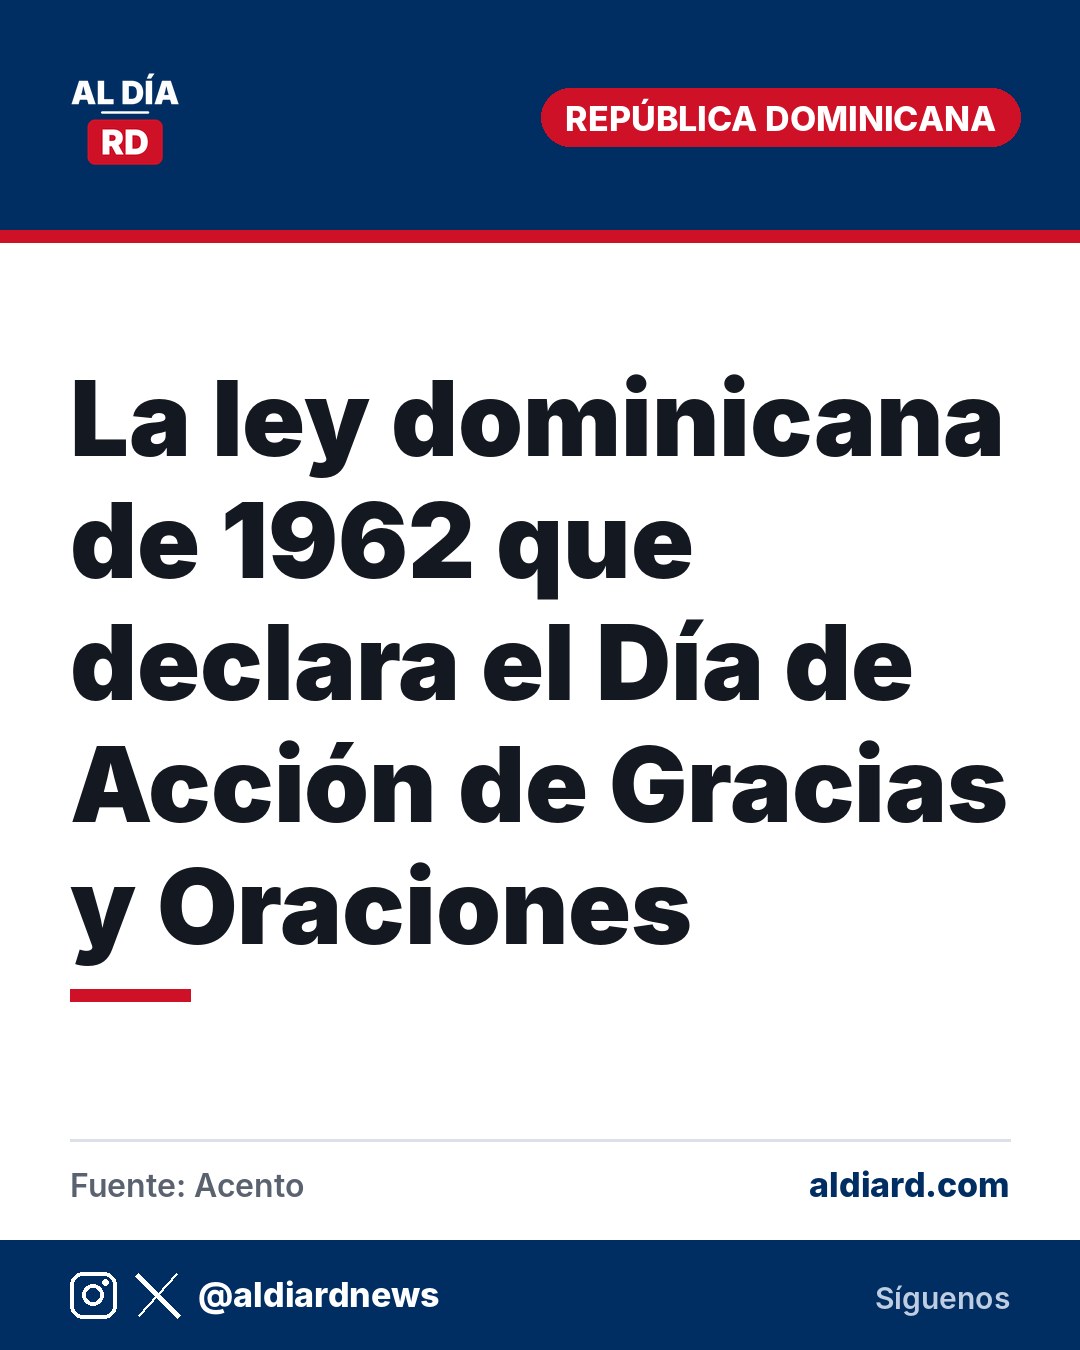 AL DÍA
RD
REPÚBLICA DOMINICANA
La ley dominicana
de 1962 que
declara el Día de
Acción de Gracias
y Oraciones
Fuente: Acento
aldiard.com
@aldiardnews
Síguenos